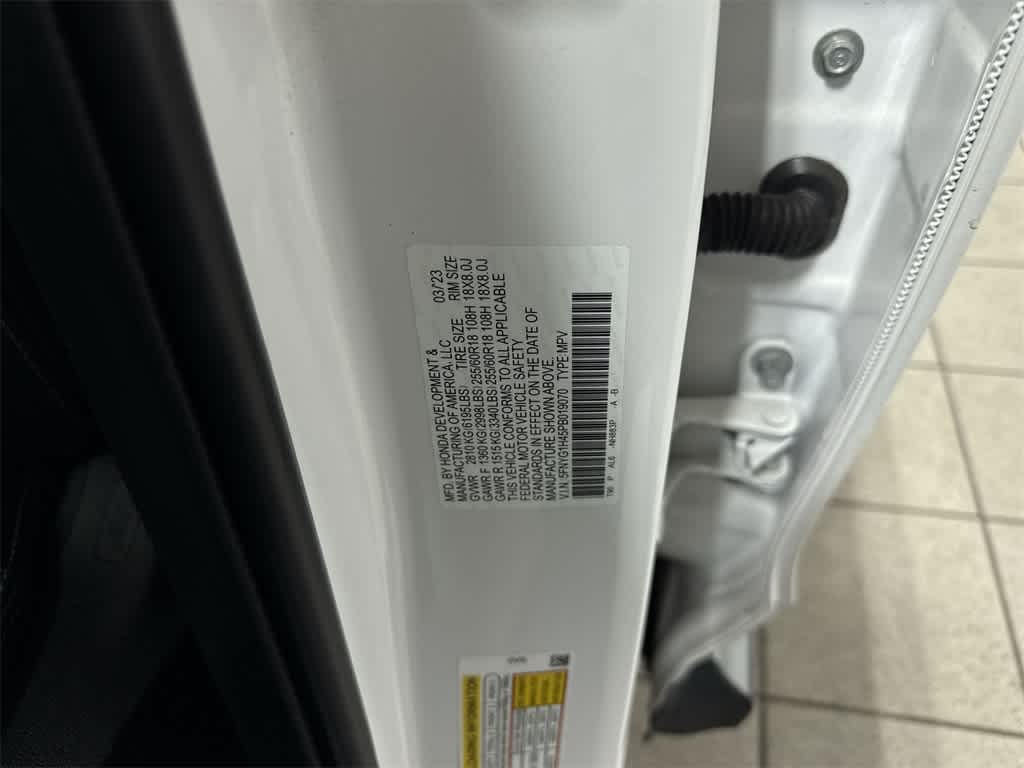 MFD. BY HONDA DEVELOPMENT & 03/23
MANUFACTURING OF AMERICA, LLC
GVWR 2810KG(6195LBS) TIRE SIZE RIM SIZE
GAWR F 1360KG(2998LBS) 255/60R18 108H 18X8.0J
GAWR R 1515KG(3340LBS) 255/60R18 108H 18X8.0J
THIS VEHICLE CONFORMS TO ALL APPLICABLE
FEDERAL MOTOR VEHICLE SAFETY
STANDARDS IN EFFECT ON THE DATE OF
MANUFACTURE SHOWN ABOVE.
V.I.N. 5FNYG1H45PB019070 TYPE:MPV
T90 P AL6 NH883P A -B